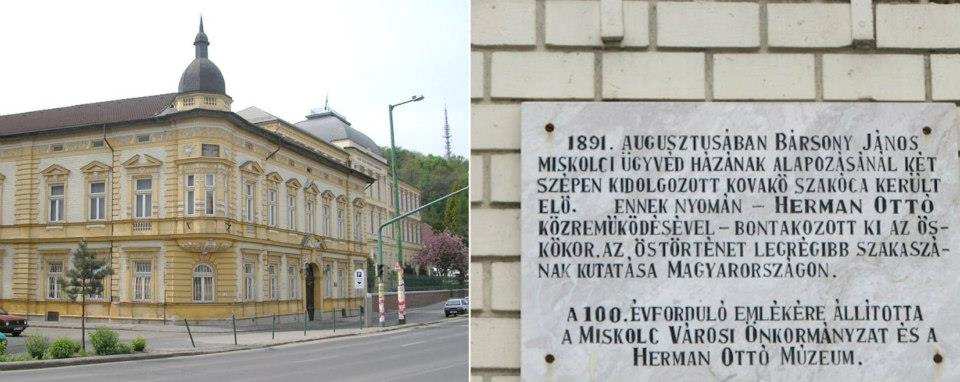 1891. AUGUSZTUSÁBAN BÁRSONY JÁNOS
MISKOLCI ÜGYVÉD HÁZÁNAK ALAPOZÁSÁNÁL KÉT
SZÉPEN KIDOLGOZOTT KOVAKŐ SZAKÓCA KERÜLT
ELŐ. ENNEK NYOMÁN – HERMAN OTTÓ
KÖZREMŰKÖDÉSÉVEL – BONTAKOZOTT KI AZ ŐS-
KŐKOR, AZ ŐSTÖRTÉNET LEGRÉGIBB SZAKASZÁ-
NAK KUTATÁSA MAGYARORSZÁGON.
A 100. ÉVFORDULÓ EMLÉKÉRE ÁLLÍTOTTA
A MISKOLC VÁROSI ÖNKORMÁNYZAT ÉS A
HERMAN OTTÓ MÚZEUM.